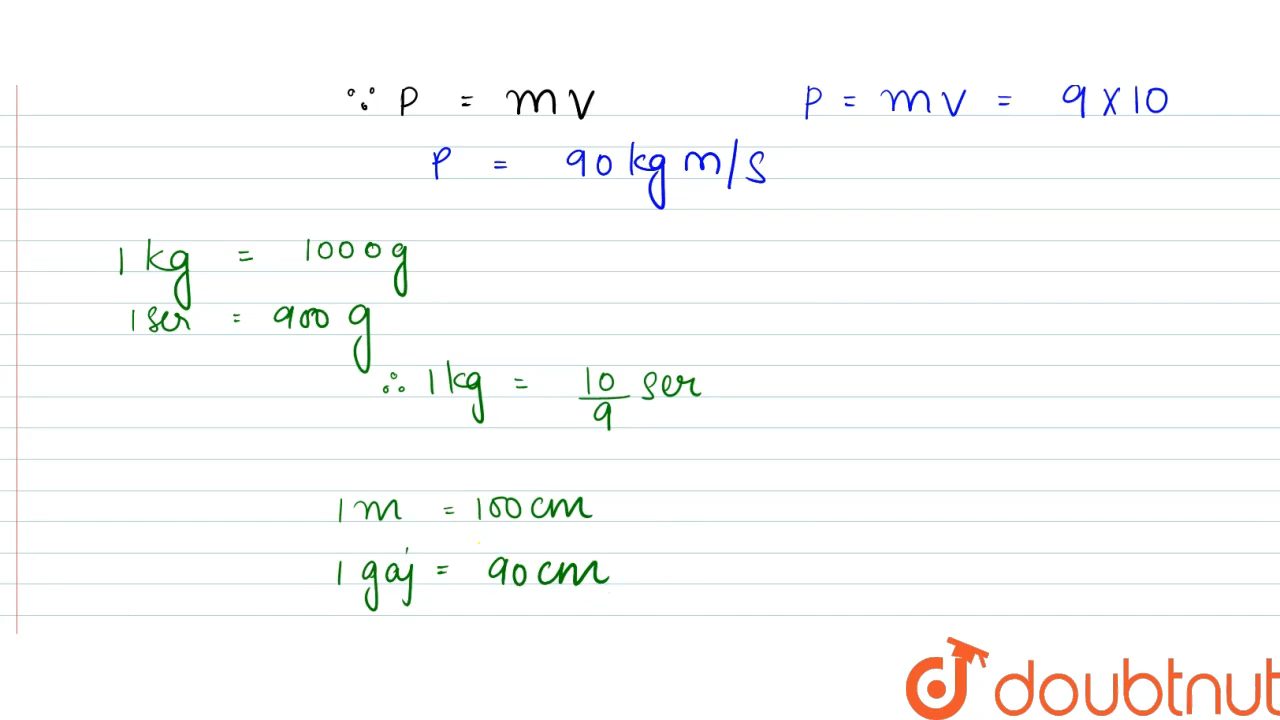 ∵ P = mv P = mv = 9 × 10
P = 90 kg m/s
1 kg = 1000 g
1 ser = 900 g
∴ 1 kg = 10/9 ser
1 m = 100 cm
1 gaj = 90 cm
doubtnut